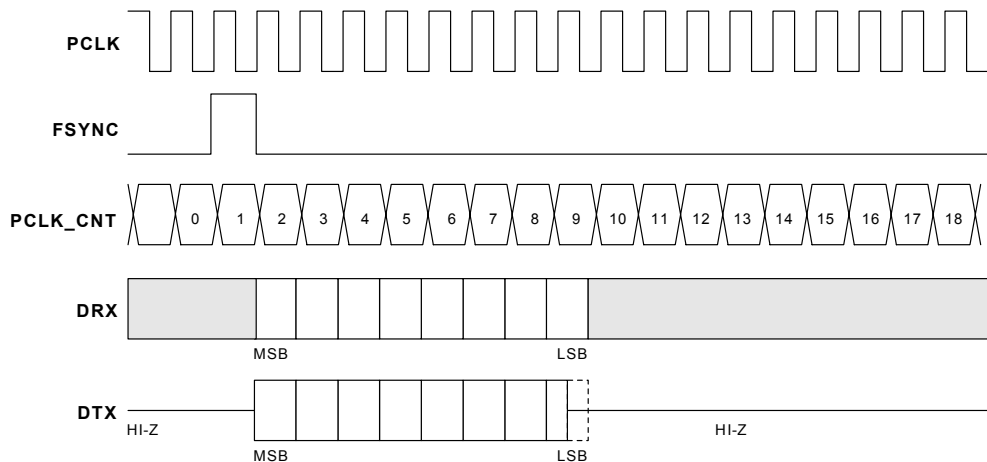 PCLK
FSYNC
PCLK_CNT 0 1 2 3 4 5 6 7 8 9 10 11 12 13 14 15 16 17 18
DRX
MSB LSB
DTX
HI-Z HI-Z
MSB LSB